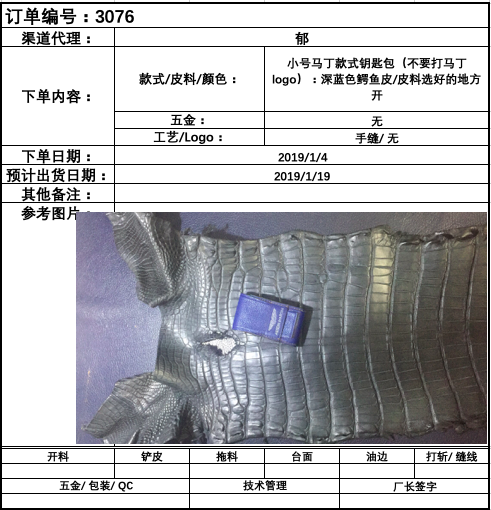 订单编号：3076
渠道代理： 郁
下单内容： 款式/皮料/颜色： 小号马丁款式钥匙包（不要打马丁
logo）：深蓝色鳄鱼皮/皮料选好的地方
开
五金： 无
工艺/Logo： 手缝/ 无
下单日期： 2019/1/4
预计出货日期： 2019/1/19
其他备注：
参考图片：
开料 铲皮 拖料 台面 油边 打斩/ 缝线
五金/ 包装/ QC 技术管理 厂长签字